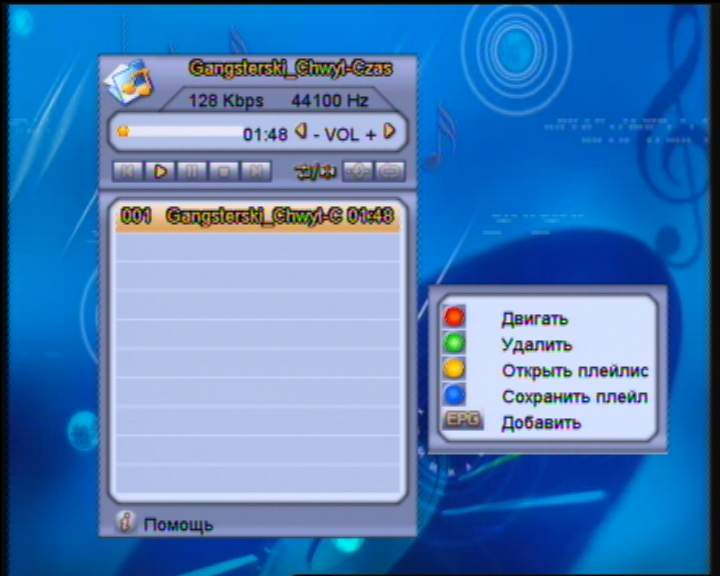 Gangsterski_Chwyl-Czas
128 Kbps 44100 Hz
01:48 - VOL +
001 Gangsterski_Chwyl-C 01:48
Двигать
Удалить
Открыть плейлис
Сохранить плейл
EPG Добавить
Помощь